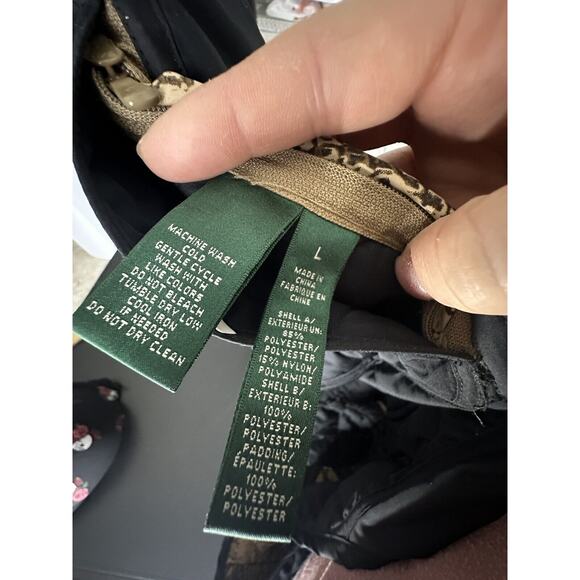 MACHINE WASH
COLD
GENTLE CYCLE
WASH WITH
LIKE COLORS
DO NOT BLEACH
TUMBLE DRY LOW
COOL IRON
IF NEEDED
DO NOT DRY CLEAN
L
MADE IN
CHINA
FABRIQUE EN
CHINE
SHELL A/
EXTERIEUR UN:
85%
POLYESTER/
POLYESTER
15% NYLON/
POLYAMIDE
SHELL B/
EXTERIEUR B:
100%
POLYESTER/
POLYESTER
PADDING/
ÉPAULETTE:
100%
POLYESTER/
POLYESTER